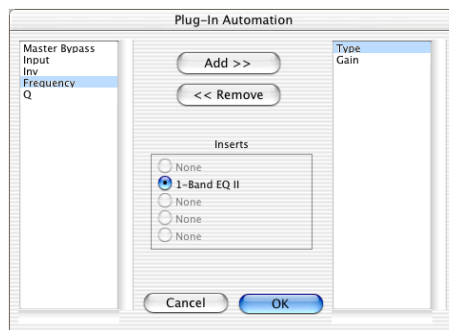 Plug-In Automation
Master Bypass
Input
Inv
Frequency
Q
Add >>
<< Remove
Inserts
None
1-Band EQ II
None
None
None
Type
Gain
Cancel
OK